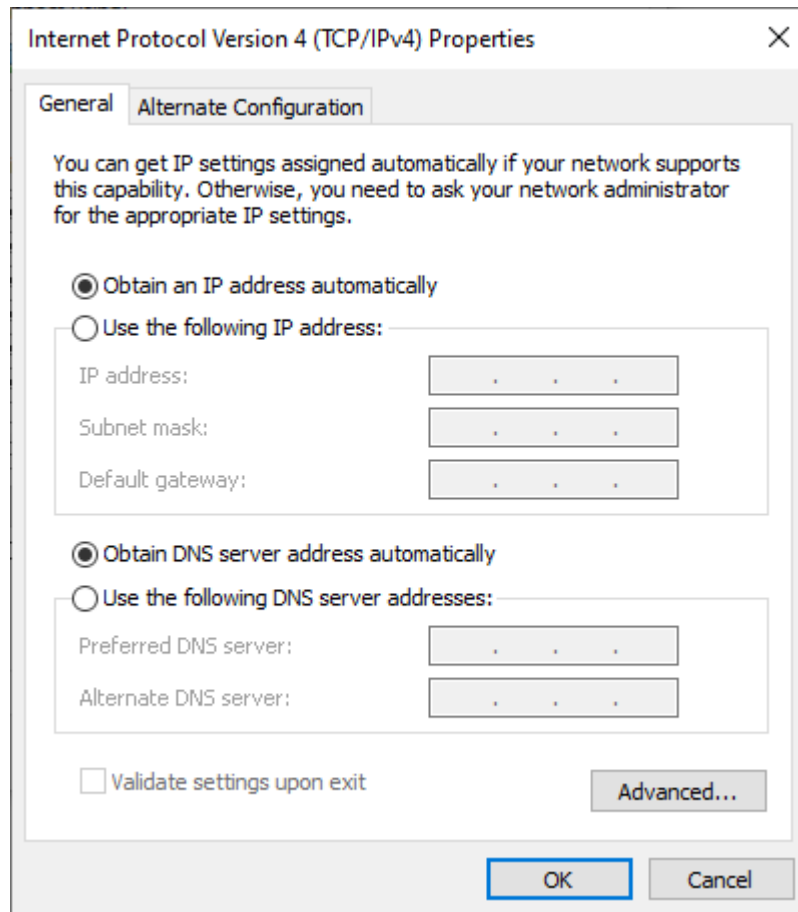 Internet Protocol Version 4 (TCP/IPv4) Properties
General
Alternate Configuration
You can get IP settings assigned automatically if your network supports
this capability. Otherwise, you need to ask your network administrator
for the appropriate IP settings.
Obtain an IP address automatically
Use the following IP address:
IP address:
. . .
Subnet mask:
. . .
Default gateway:
. . .
Obtain DNS server address automatically
Use the following DNS server addresses:
Preferred DNS server:
. . .
Alternate DNS server:
. . .
Validate settings upon exit
Advanced...
OK
Cancel